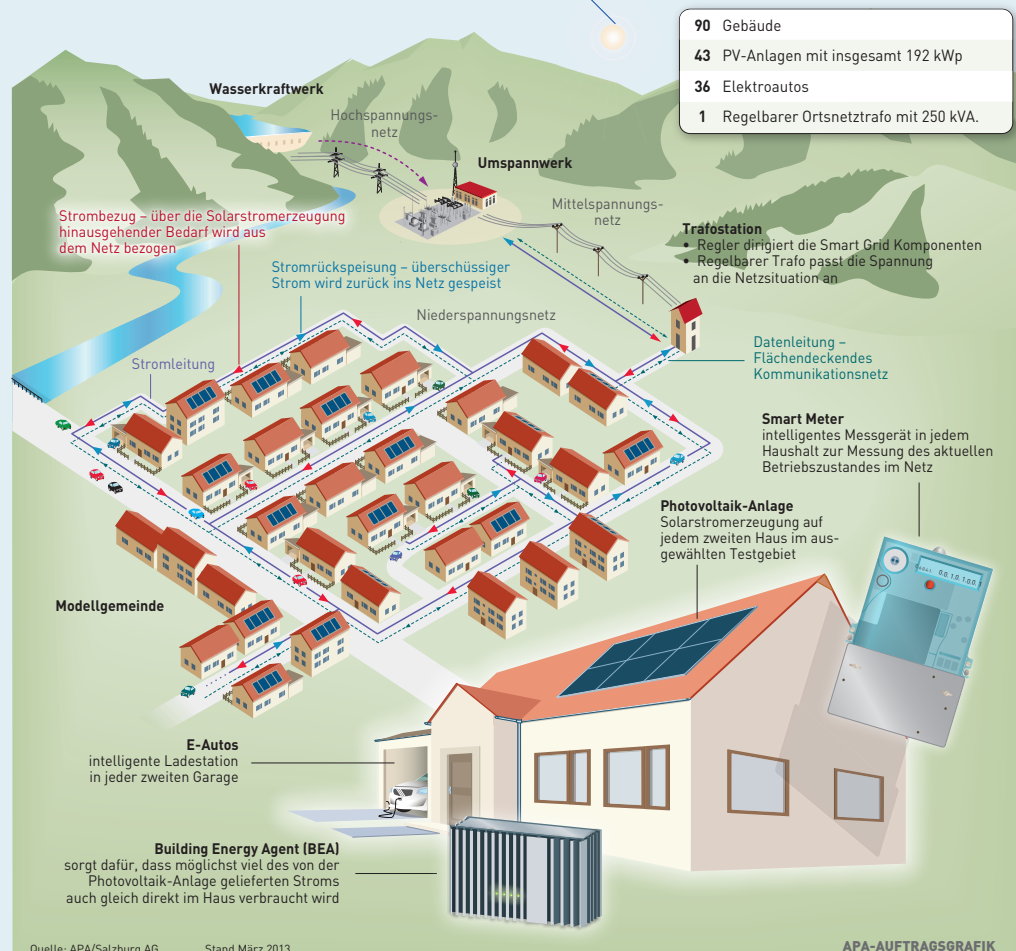 90 Gebäude
43 PV-Anlagen mit insgesamt 192 kWp
36 Elektroautos
1 Regelbarer Ortsnetztrafo mit 250 kVA.
Wasserkraftwerk
Hochspannungs-
netz
Umspannwerk
Mittelspannungs-
netz
Strombezug – über die Solarstromerzeugung
hinausgehender Bedarf wird aus
dem Netz bezogen
Trafostation
• Regler dirigiert die Smart Grid Komponenten
• Regelbarer Trafo passt die Spannung
an die Netzsituation an
Stromrückspeisung – überschüssiger
Strom wird zurück ins Netz gespeist
Niederspannungsnetz
Stromleitung
Datenleitung –
Flächendeckendes
Kommunikationsnetz
Smart Meter
intelligentes Messgerät in jedem
Haushalt zur Messung des aktuellen
Betriebszustandes im Netz
Photovoltaik-Anlage
Solarstromerzeugung auf
jedem zweiten Haus im aus-
gewählten Testgebiet
Modellgemeinde
E-Autos
intelligente Ladestation
in jeder zweiten Garage
Building Energy Agent (BEA)
sorgt dafür, dass möglichst viel des von der
Photovoltaik-Anlage gelieferten Stroms
auch gleich direkt im Haus verbraucht wird
Quelle: APA/Salzburg AG Stand März 2013
APA-AUFTRAGSGRAFIK